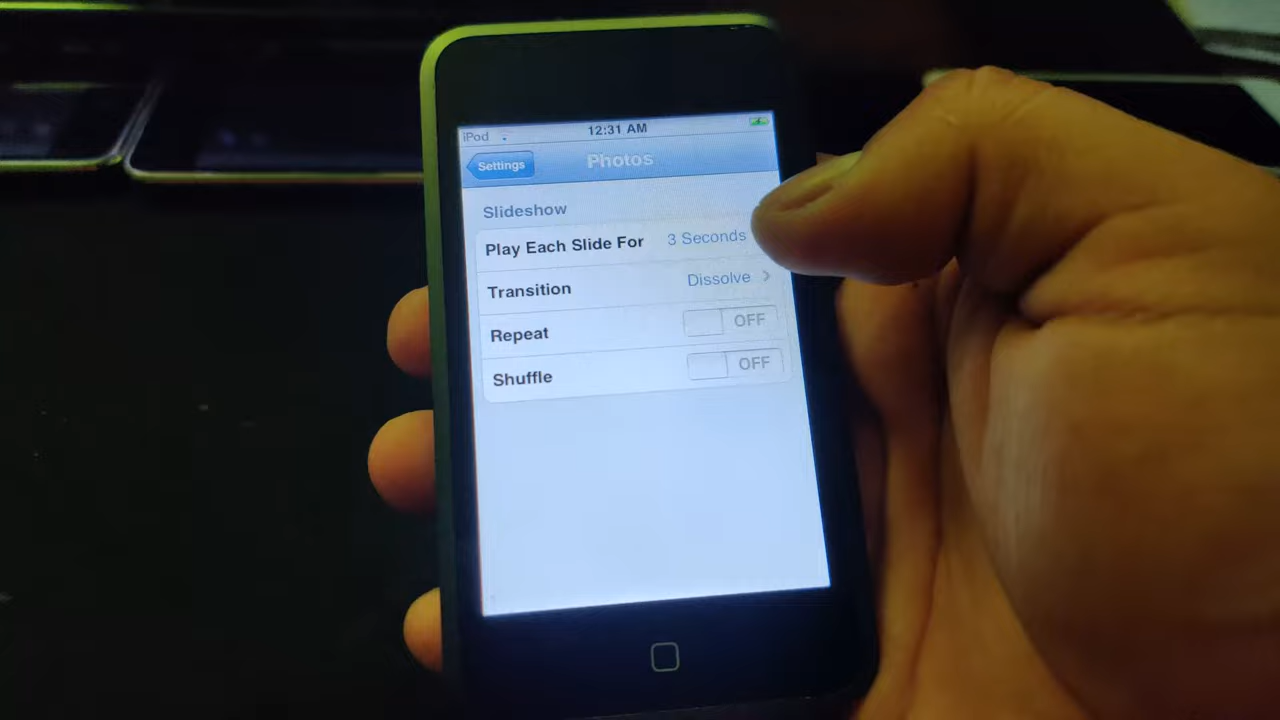 iPod 12:31 AM
Settings Photos
Slideshow
Play Each Slide For 3 Seconds
Transition Dissolve
Repeat OFF
Shuffle OFF